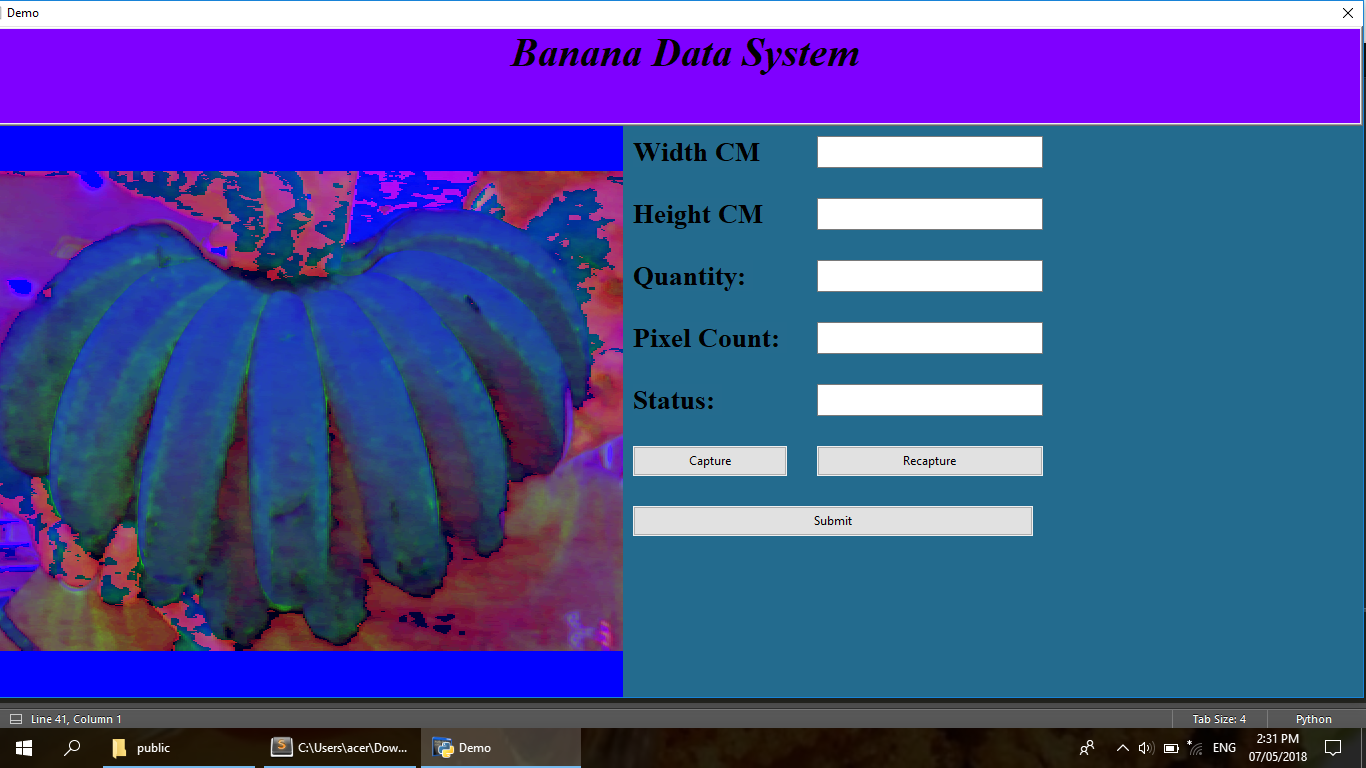 Demo
Banana Data System
Width CM
Height CM
Quantity:
Pixel Count:
Status:
Capture Recapture
Submit
Line 41, Column 1 Tab Size: 4 Python
public C:\Users\acer\Dow... Demo ENG 2:31 PM
07/05/2018